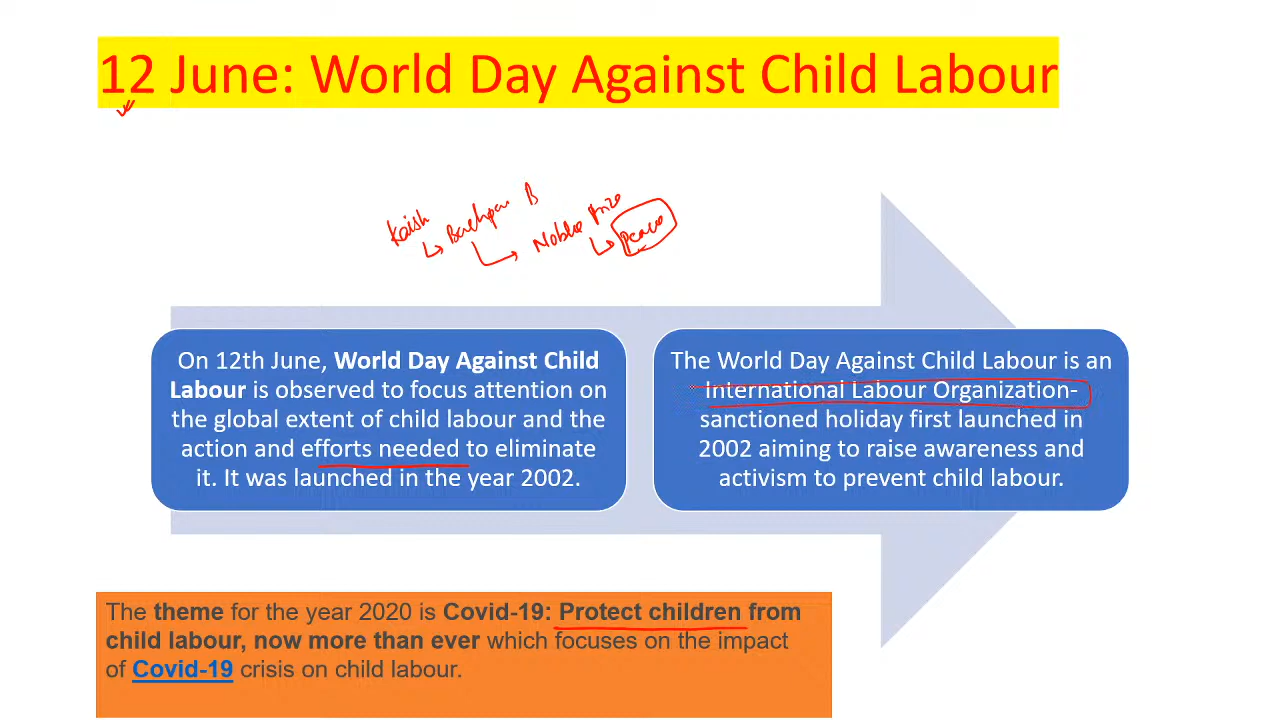 12 June: World Day Against Child Labour
Kaish
Bachpan B
Noble Prize
Peace
On 12th June, World Day Against Child
Labour is observed to focus attention on
the global extent of child labour and the
action and efforts needed to eliminate
it. It was launched in the year 2002.
The World Day Against Child Labour is an
International Labour Organization-
sanctioned holiday first launched in
2002 aiming to raise awareness and
activism to prevent child labour.
The theme for the year 2020 is Covid-19: Protect children from
child labour, now more than ever which focuses on the impact
of Covid-19 crisis on child labour.